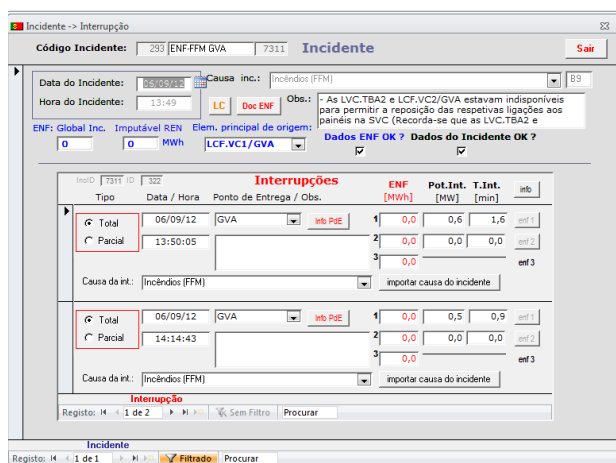 Incidente -> Interrupção
Código Incidente: 293 ENF-FFM GVA 7311 Incidente Sair
Data do Incidente: 06/09/12 Causa inc.: Incêndios (FFM) B9
Hora do Incidente: 13:49 LC Doc ENF Obs.: - As LVC.TBA2 e LCF.VC2/GVA estavam indisponíveis
para permitir a reposição das respetivas ligações aos
painéis na SVC (Recorda-se que as LVC.TBA2 e
ENF: Global Inc. Imputável REN Elem. principal de origem: Dados ENF OK ? Dados do Incidente OK ?
0 0 MWh LCF.VC1/GVA
IncID 7311 ID 322 Interrupções ENF Pot.Int. T.Int. info
Tipo Data / Hora Ponto de Entrega / Obs. [MWh] [MW] [min]
Total 06/09/12 GVA Info PdE 1 0,0 0,6 1,6 enf 1
Parcial 13:50:05 2 0,0 0,0 0,0 enf 2
3 0,0 enf 3
Causa da int.: Incêndios (FFM) importar causa do incidente
Total 06/09/12 GVA Info PdE 1 0,0 0,5 0,9 enf 1
Parcial 14:14:43 2 0,0 0,0 0,0 enf 2
3 0,0 enf 3
Causa da int.: Incêndios (FFM) importar causa do incidente
Interrupção
Registo: 1 de 2 Sem Filtro Procurar
Incidente
Registo: 1 de 1 Filtrado Procurar